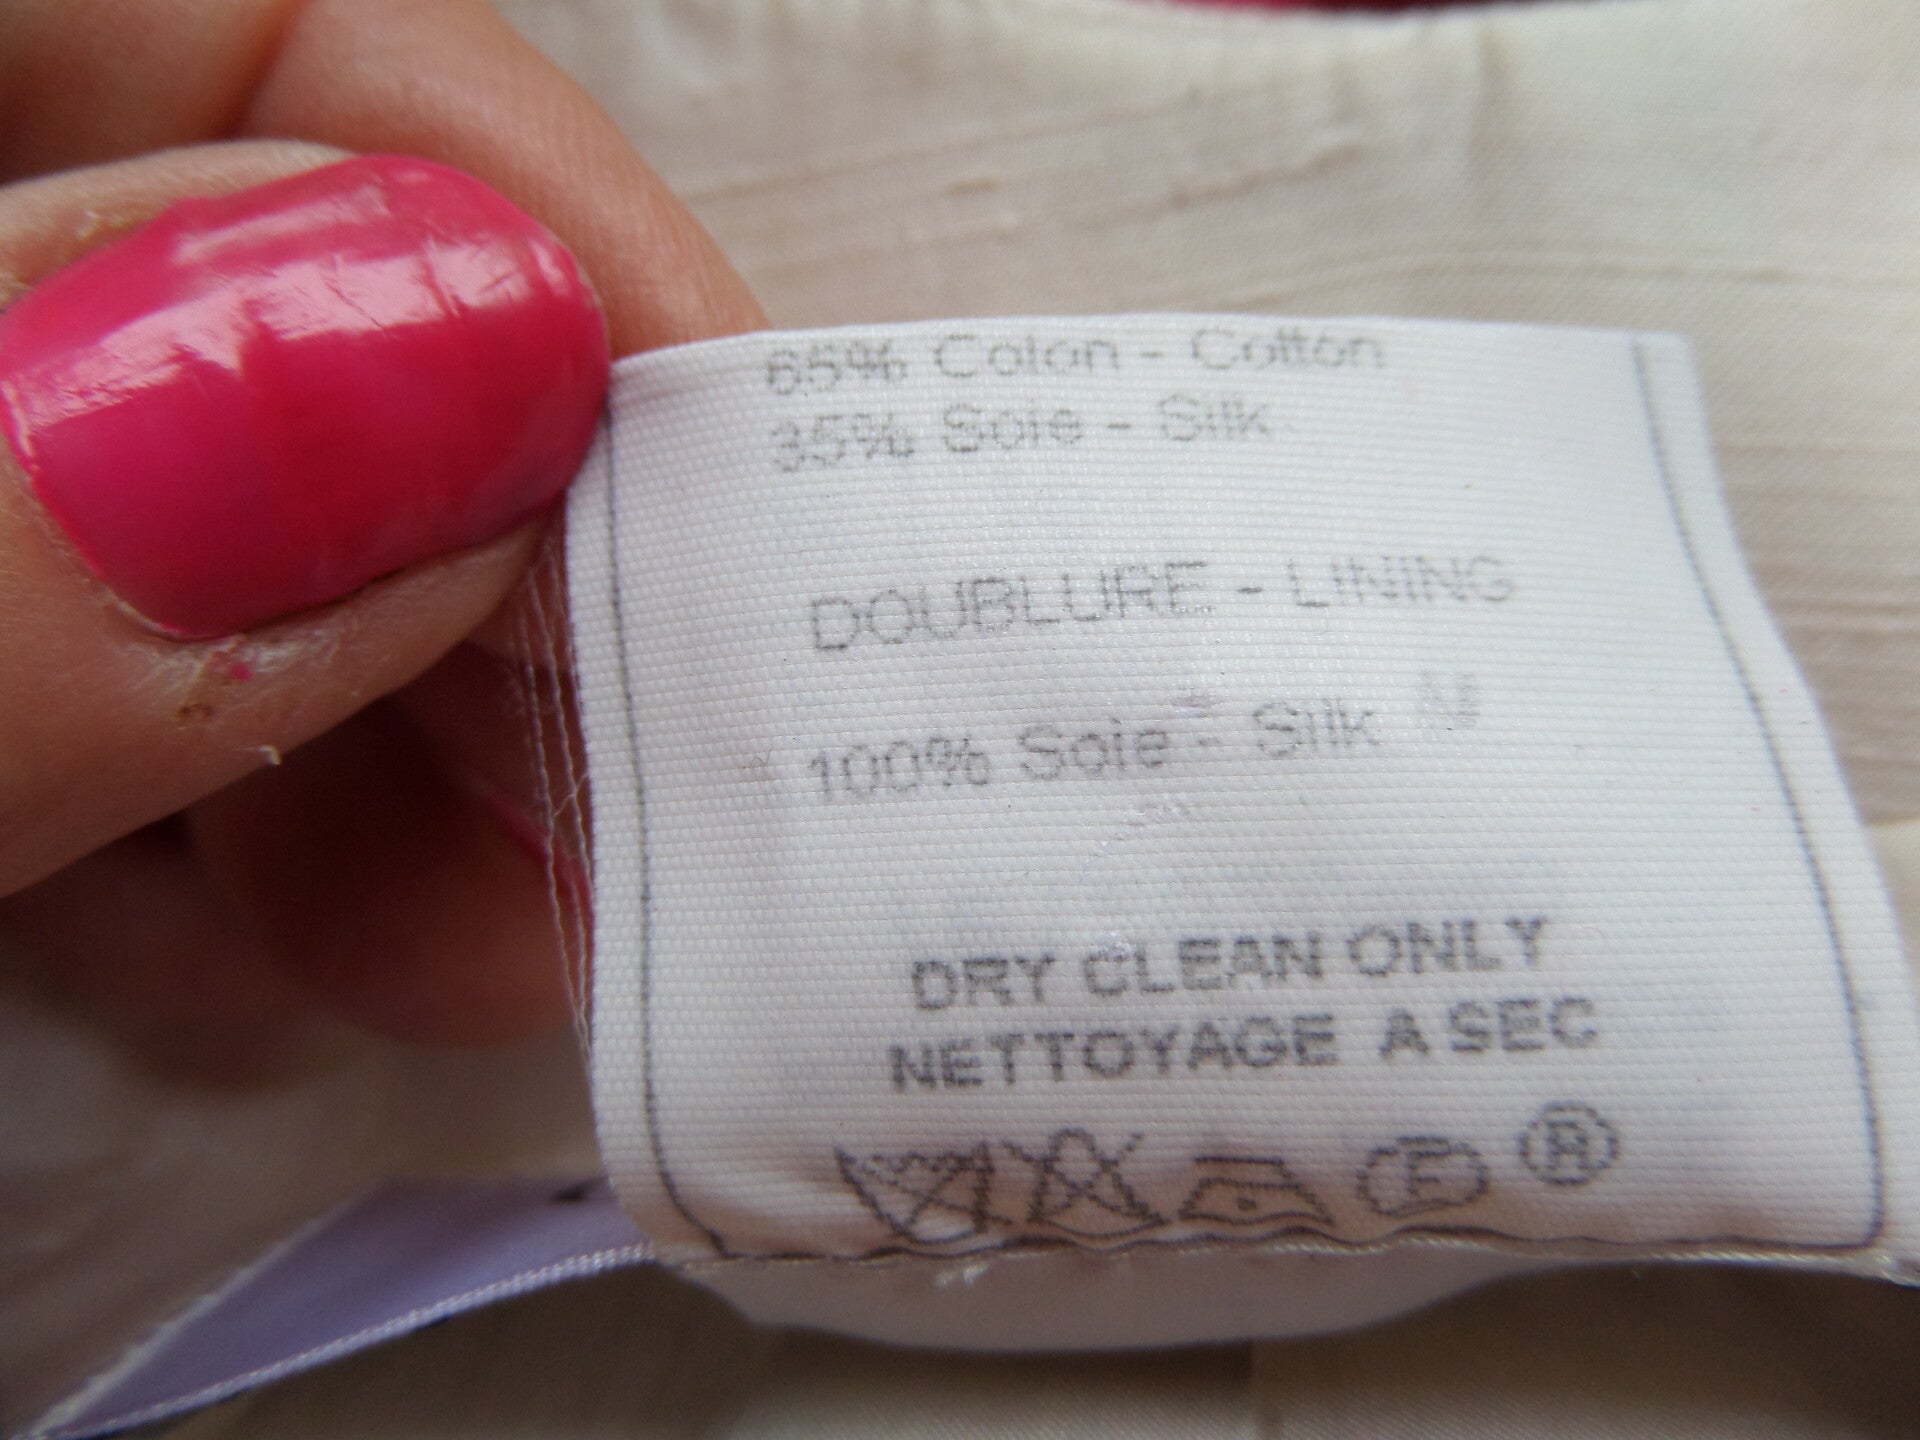 65% Coton - Cotton
35% Soie - Silk
DOUBLURE - LINING
100% Soie - Silk
DRY CLEAN ONLY
NETTOYAGE A SEC
F ®